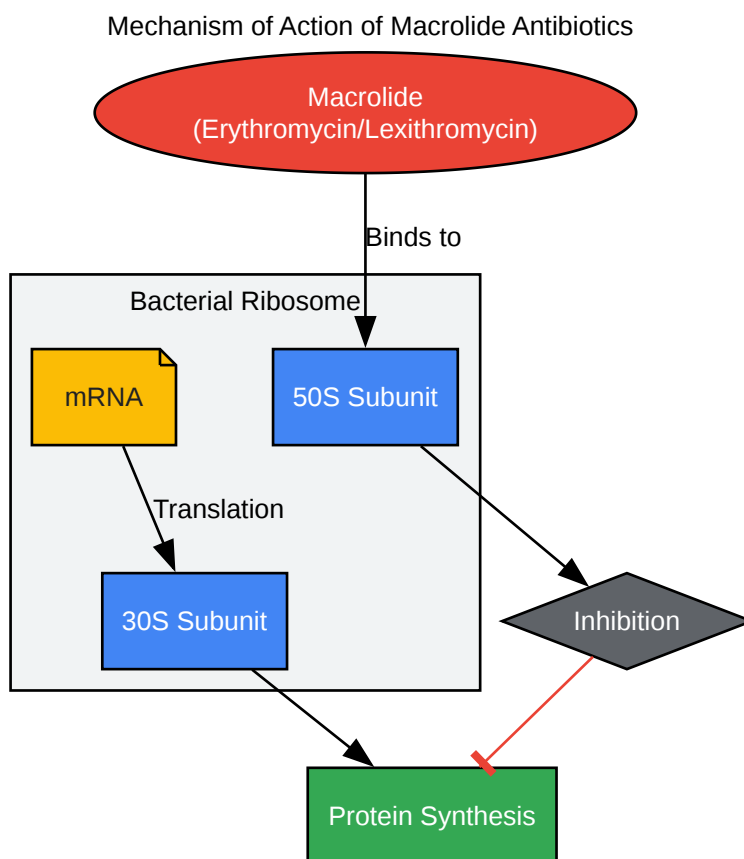 Mechanism of Action of Macrolide Antibiotics
Macrolide
(Erythromycin/Lexithromycin)
Binds to
Bacterial Ribosome
mRNA
50S Subunit
Translation
30S Subunit
Inhibition
Protein Synthesis